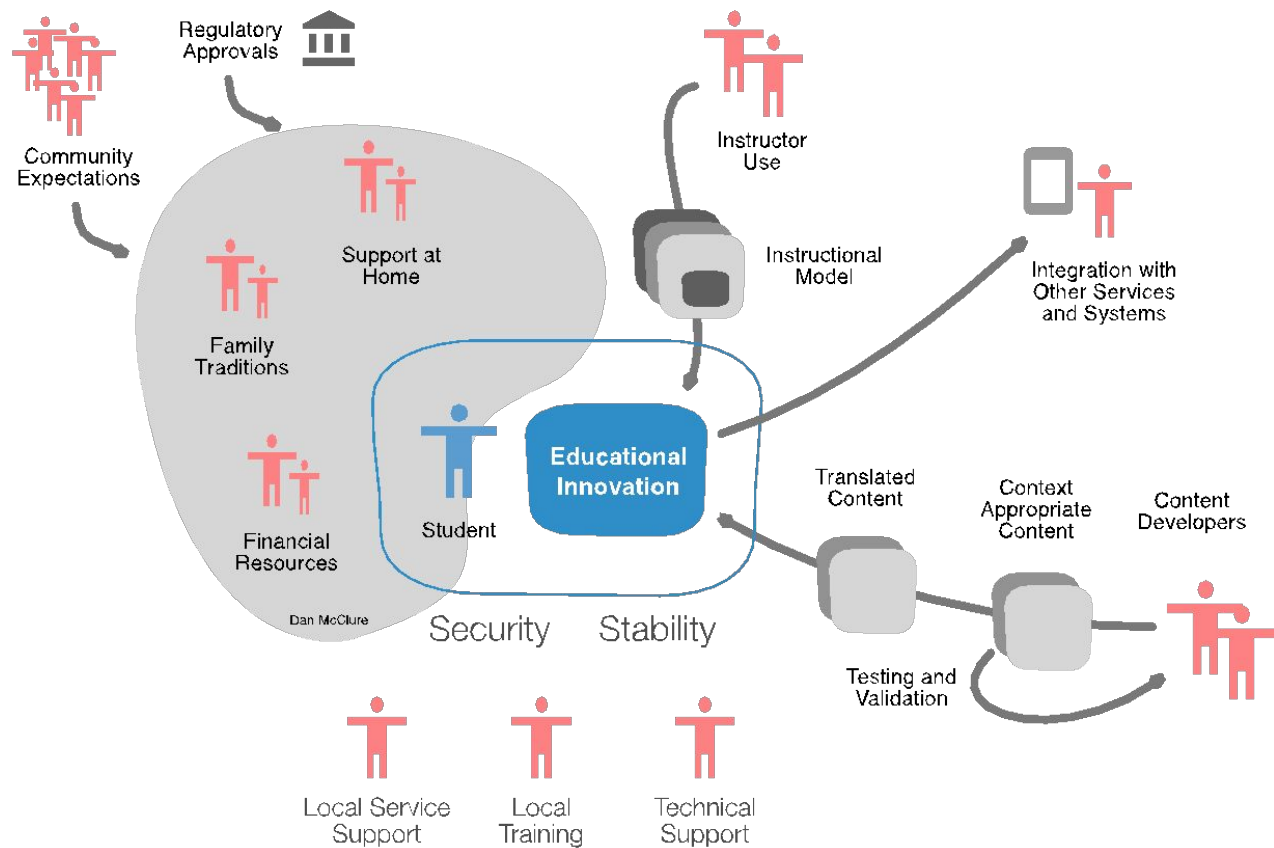 Regulatory
Approvals
Community
Expectations
Support at
Home
Family
Traditions
Financial
Resources
Dan McClure
Student
Educational
Innovation
Security
Stability
Instructor
Use
Instructional
Model
Integration with
Other Services
and Systems
Translated
Content
Context
Appropriate
Content
Content
Developers
Testing and
Validation
Local Service
Support
Local
Training
Technical
Support